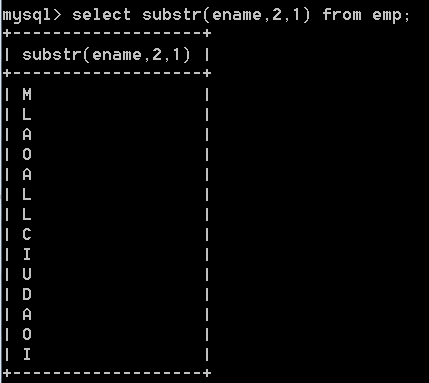 mysql> select substr(ename,2,1) from emp;
+-------------------+
| substr(ename,2,1) |
+-------------------+
| M                 |
| L                 |
| A                 |
| O                 |
| A                 |
| L                 |
| L                 |
| C                 |
| I                 |
| U                 |
| D                 |
| A                 |
| O                 |
| I                 |
+-------------------+